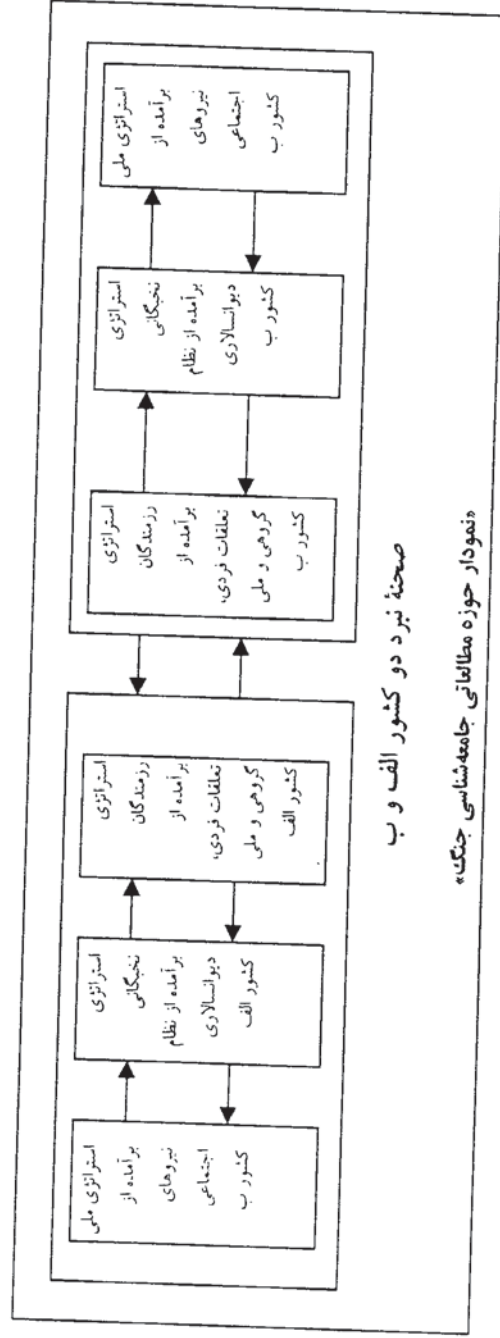 استراتژی ملی
برآمده از
نیروهای
اجتماعی
کشور ب
استراتژی
نخبگانی
برآمده از نظام
دیوانسالاری
کشور ب
استراتژی
رزمندگان
برآمده از
تعلقات فردی،
گروهی و ملی
کشور ب
استراتژی
رزمندگان
برآمده از
تعلقات فردی،
گروهی و ملی
کشور الف
استراتژی
نخبگانی
برآمده از نظام
دیوانسالاری
کشور الف
استراتژی ملی
برآمده از
نیروهای
اجتماعی
کشور ب
صحنهٔ نبرد دو کشور الف و ب
«نمودار حوزه مطالعاتی جامعه‌شناسی جنگ»